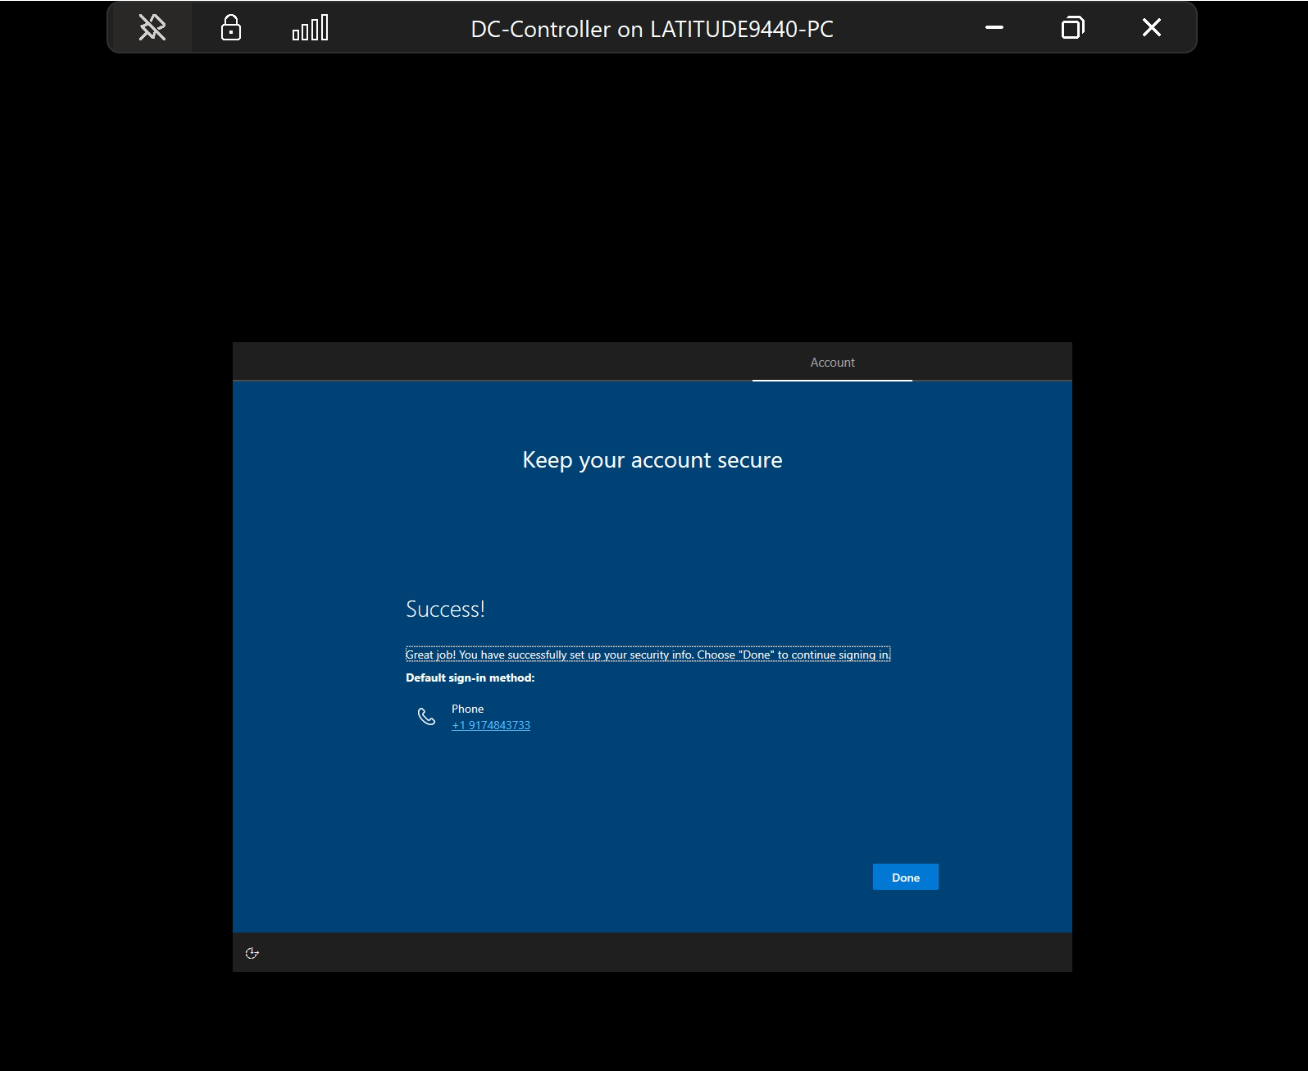 DC-Controller on LATITUDE9440-PC
Account
Keep your account secure
Success!
Great job! You have successfully set up your security info. Choose "Done" to continue signing in.
Default sign-in method:
Phone
+1 9174843733
Done